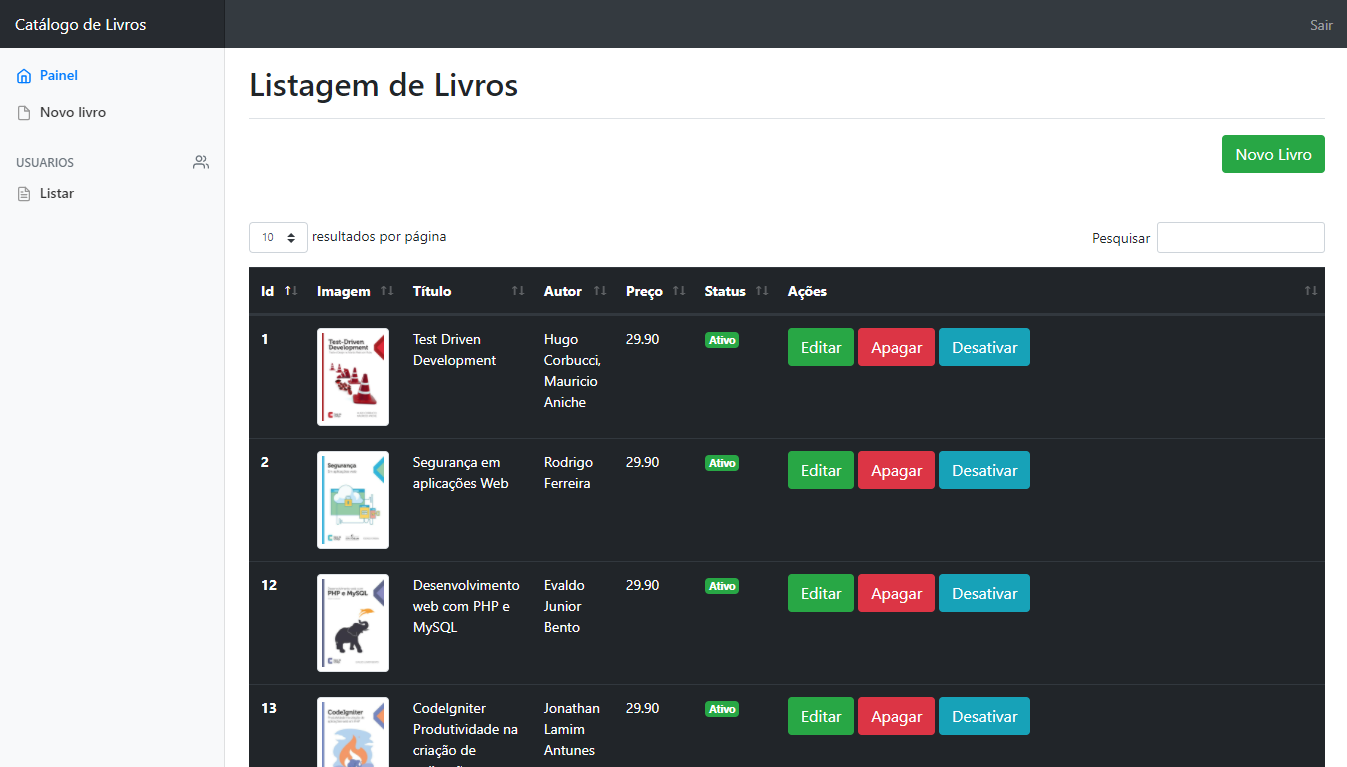 Catálogo de Livros
Sair
Painel
Novo livro
USUARIOS
Listar
Listagem de Livros
Novo Livro
10 resultados por página
Pesquisar
Id Imagem Título Autor Preço Status Ações
1
Test-Driven
Development
Test Driven
Development
Hugo
Corbucci,
Mauricio
Aniche
29.90
Ativo
Editar Apagar Desativar
2
Segurança
Segurança em
aplicações Web
Rodrigo
Ferreira
29.90
Ativo
Editar Apagar Desativar
12
PHP e MySQL
Desenvolvimento
web com PHP e
MySQL
Evaldo
Junior
Bento
29.90
Ativo
Editar Apagar Desativar
13
CodeIgniter
CodeIgniter
Produtividade na
criação de
Jonathan
Lamim
Antunes
29.90
Ativo
Editar Apagar Desativar